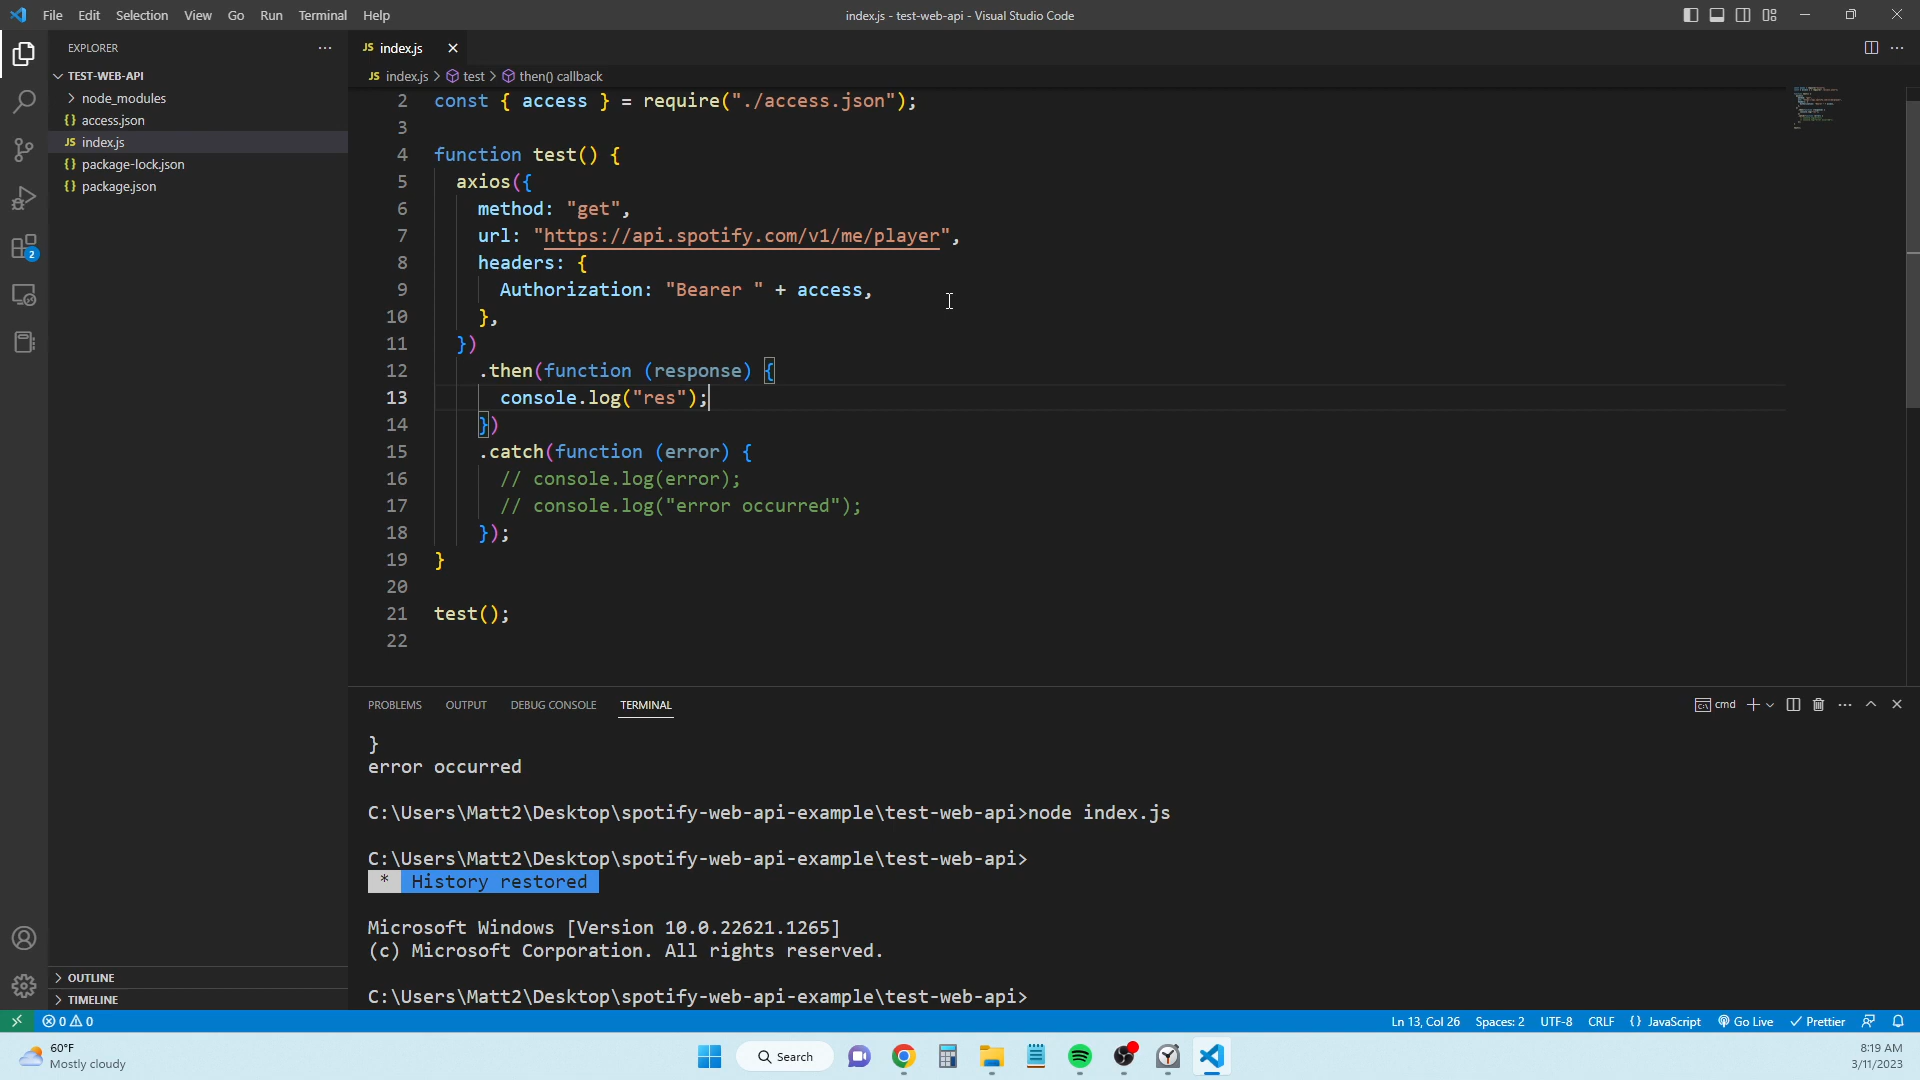 File Edit Selection View Go Run Terminal Help
index.js - test-web-api - Visual Studio Code
EXPLORER
TEST-WEB-API
node_modules
{} access.json
JS index.js
{} package-lock.json
{} package.json
OUTLINE
TIMELINE
2
JS index.js
JS index.js > test > then() callback
2 const { access } = require("./access.json");
3
4 function test() {
5 axios({
6 method: "get",
7 url: "https://api.spotify.com/v1/me/player",
8 headers: {
9 Authorization: "Bearer " + access,
10 },
11 })
12 .then(function (response) {
13 console.log("res");
14 })
15 .catch(function (error) {
16 // console.log(error);
17 // console.log("error occurred");
18 });
19 }
20
21 test();
22
PROBLEMS OUTPUT DEBUG CONSOLE TERMINAL
cmd
}
error occurred
C:\Users\Matt2\Desktop\spotify-web-api-example\test-web-api>node index.js
C:\Users\Matt2\Desktop\spotify-web-api-example\test-web-api>
* History restored
Microsoft Windows [Version 10.0.22621.1265]
(c) Microsoft Corporation. All rights reserved.
C:\Users\Matt2\Desktop\spotify-web-api-example\test-web-api>
0 0
Ln 13, Col 26 Spaces: 2 UTF-8 CRLF {} JavaScript Go Live Prettier
60°F
Mostly cloudy
Search
8:19 AM
3/11/2023